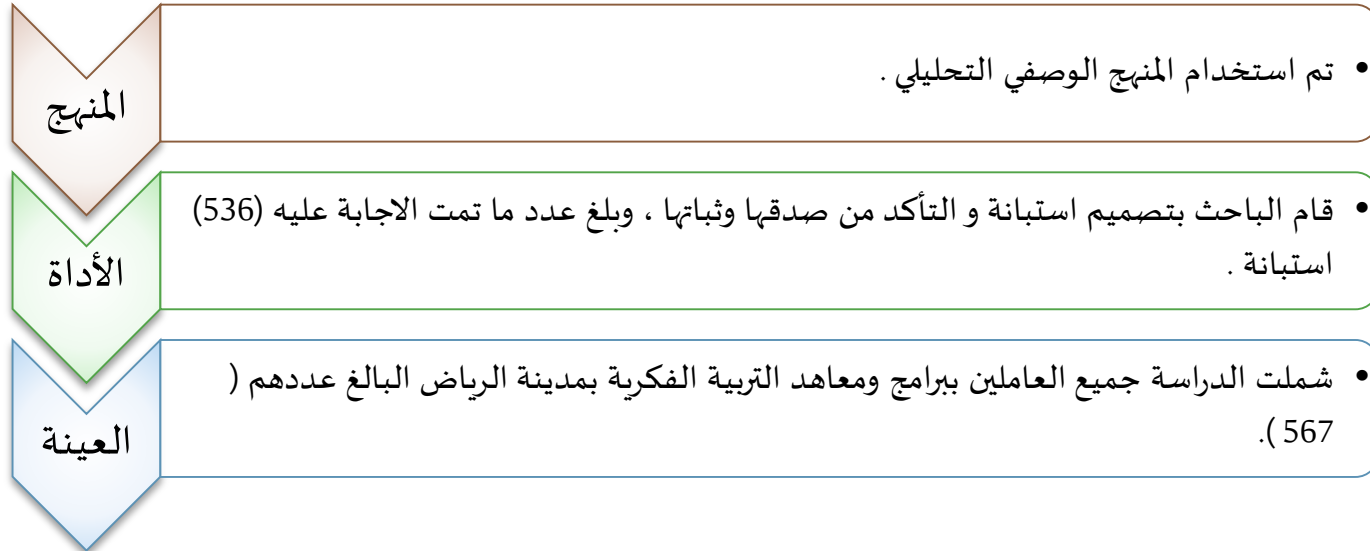 المنهج
• تم استخدام المنهج الوصفي التحليلي .
الأداة
• قام الباحث بتصميم استبانة و التأكد من صدقها وثباتها ، وبلغ عدد ما تمت الاجابة عليه (536)
استبانة .
العينة
• شملت الدراسة جميع العاملين ببرامج ومعاهد التربية الفكرية بمدينة الرياض البالغ عددهم (
567 ).